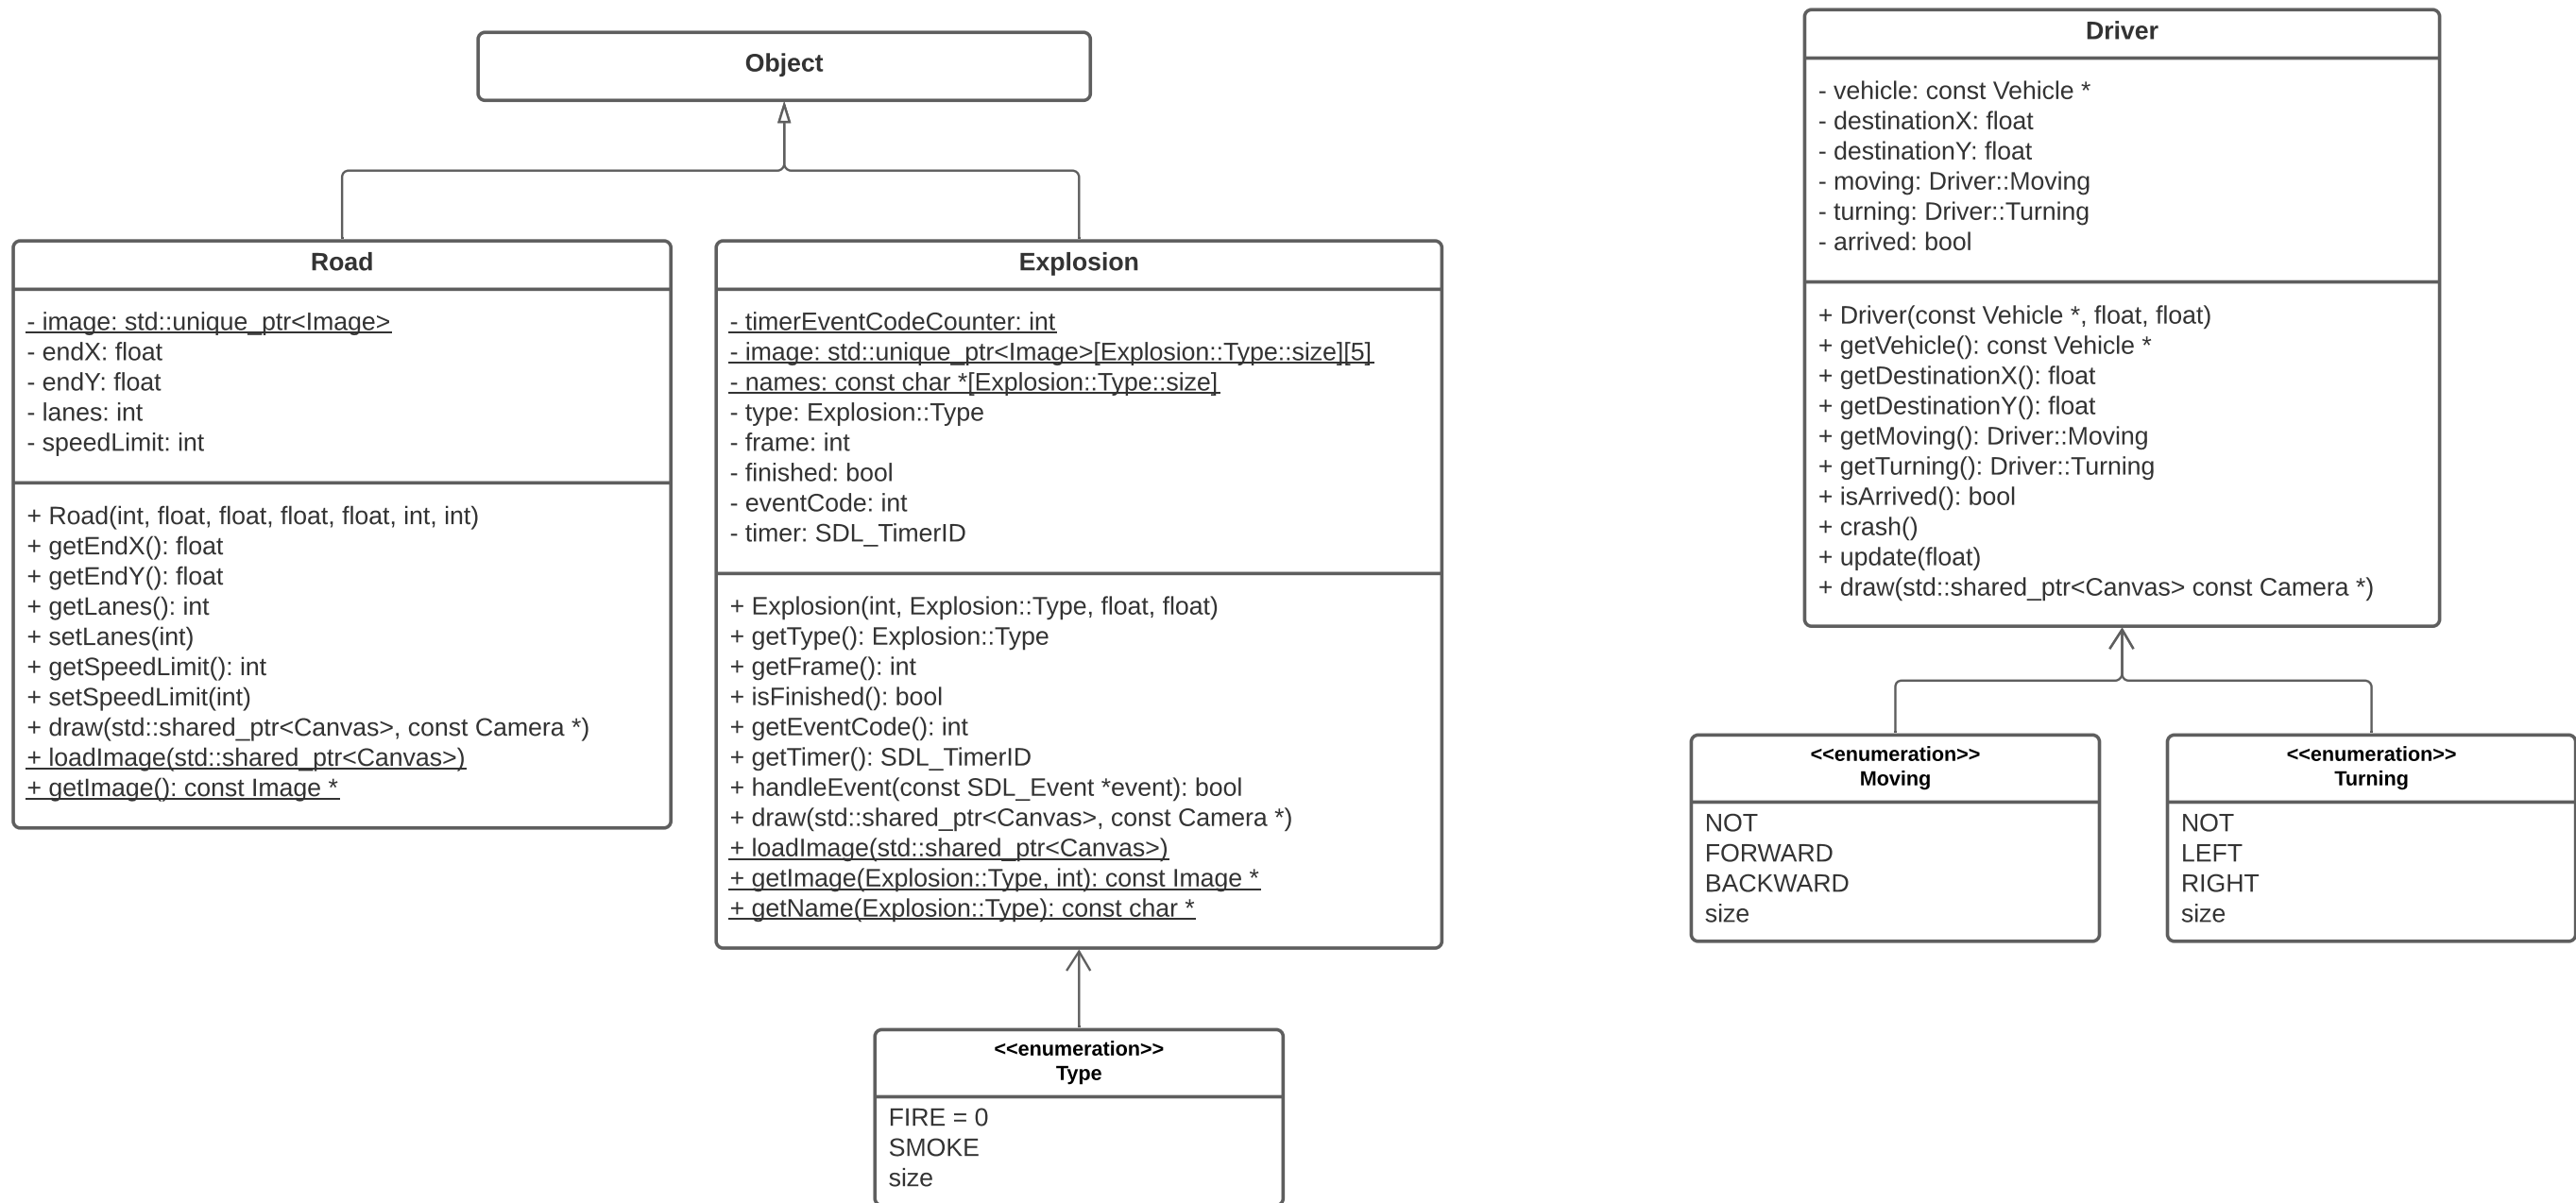 Object
Road
- image: std::unique_ptr<Image>
- endX: float
- endY: float
- lanes: int
- speedLimit: int
+ Road(int, float, float, float, float, int, int)
+ getEndX(): float
+ getEndY(): float
+ getLanes(): int
+ setLanes(int)
+ getSpeedLimit(): int
+ setSpeedLimit(int)
+ draw(std::shared_ptr<Canvas>, const Camera *)
+ loadImage(std::shared_ptr<Canvas>)
+ getImage(): const Image *
Explosion
- timerEventCodeCounter: int
- image: std::unique_ptr<Image>[Explosion::Type::size][5]
- names: const char *[Explosion::Type::size]
- type: Explosion::Type
- frame: int
- finished: bool
- eventCode: int
- timer: SDL_TimerID
+ Explosion(int, Explosion::Type, float, float)
+ getType(): Explosion::Type
+ getFrame(): int
+ isFinished(): bool
+ getEventCode(): int
+ getTimer(): SDL_TimerID
+ handleEvent(const SDL_Event *event): bool
+ draw(std::shared_ptr<Canvas>, const Camera *)
+ loadImage(std::shared_ptr<Canvas>)
+ getImage(Explosion::Type, int): const Image *
+ getName(Explosion::Type): const char *
<<enumeration>>
Type
FIRE = 0
SMOKE
size
Driver
- vehicle: const Vehicle *
- destinationX: float
- destinationY: float
- moving: Driver::Moving
- turning: Driver::Turning
- arrived: bool
+ Driver(const Vehicle *, float, float)
+ getVehicle(): const Vehicle *
+ getDestinationX(): float
+ getDestinationY(): float
+ getMoving(): Driver::Moving
+ getTurning(): Driver::Turning
+ isArrived(): bool
+ crash()
+ update(float)
+ draw(std::shared_ptr<Canvas> const Camera *)
<<enumeration>>
Moving
NOT
FORWARD
BACKWARD
size
<<enumeration>>
Turning
NOT
LEFT
RIGHT
size